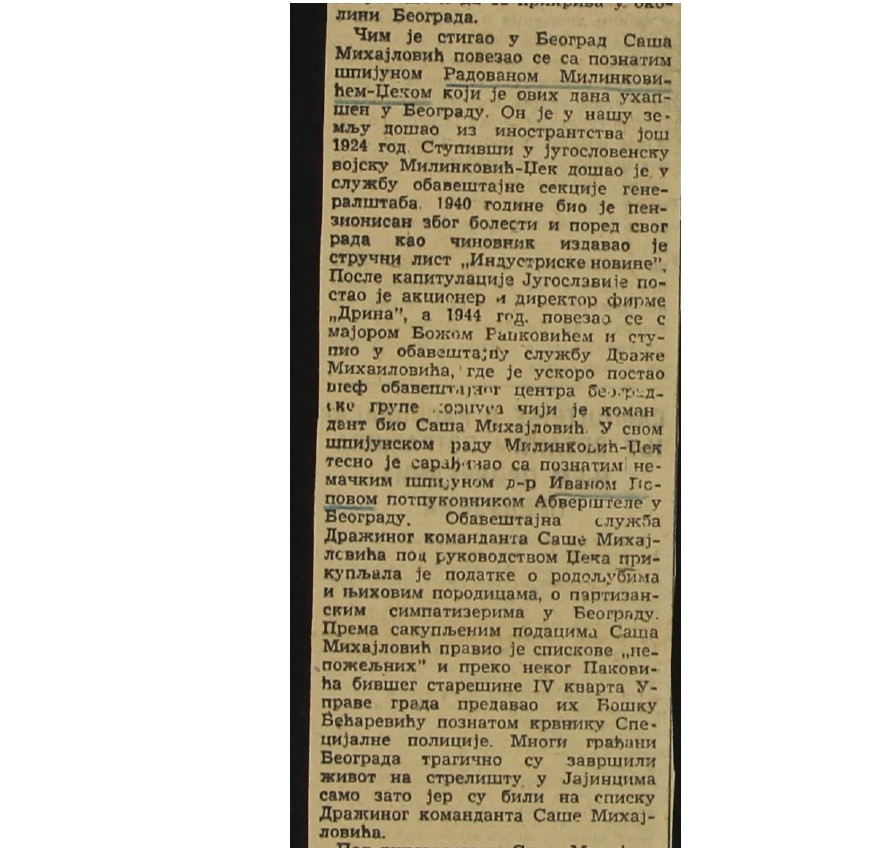 прикрива у око-
лини Београда.
Чим је стигао у Београд Саша
Михајловић повезао се са познатим
шпијуном Радованом Милинкови-
ћем-Џеком који је ових дана ухап-
шен у Београду. Он је у нашу зе-
мљу дошао из иностранства још
1924 год. Ступивши у југословенску
војску Милинковић-Џек дошао је у
службу обавештајне секције гене-
ралштаба. 1940 године био је пен-
зионисан због болести и поред свог
рада као чиновник издавао је
стручни лист „Индустриске новине”.
После капитулације Југославије по-
стао је акционер и директор фирме
„Дрина”, а 1944 год. повезао се с
мајором Божом Рапковићем и сту-
пио у обавештајну службу Драже
Михаиловића, где је ускоро постао
шеф обавештајног центра београд-
ске групе корпуса чији је коман
дант био Саша Михајловић. У свом
шпијунском раду Милинковић-Џек
тесно је сарађивао са познатим не-
мачким шпијуном д-р Иваном По-
повом потпуковником Абверштеле у
Београду. Обавештајна служба
Дражиног команданта Саше Михај-
ловића под руководством Џека при-
купљала је податке о родољубима
и њиховим породицама, о партизан-
ским симпатизерима у Београду.
Према сакупљеним подацима Саша
Михајловић правио је спискове „не-
пожељних” и преко неког Пакови-
ћа бившег старешине IV кварта У-
праве града предавао их Бошку
Бећаревићу познатом крвнику Спе-
цијалне полиције. Многи грађани
Београда трагично су завршили
живот на стрелишту у Јајинцима
само зато јер су били на списку
Дражиног команданта Саше Михај-
ловића.